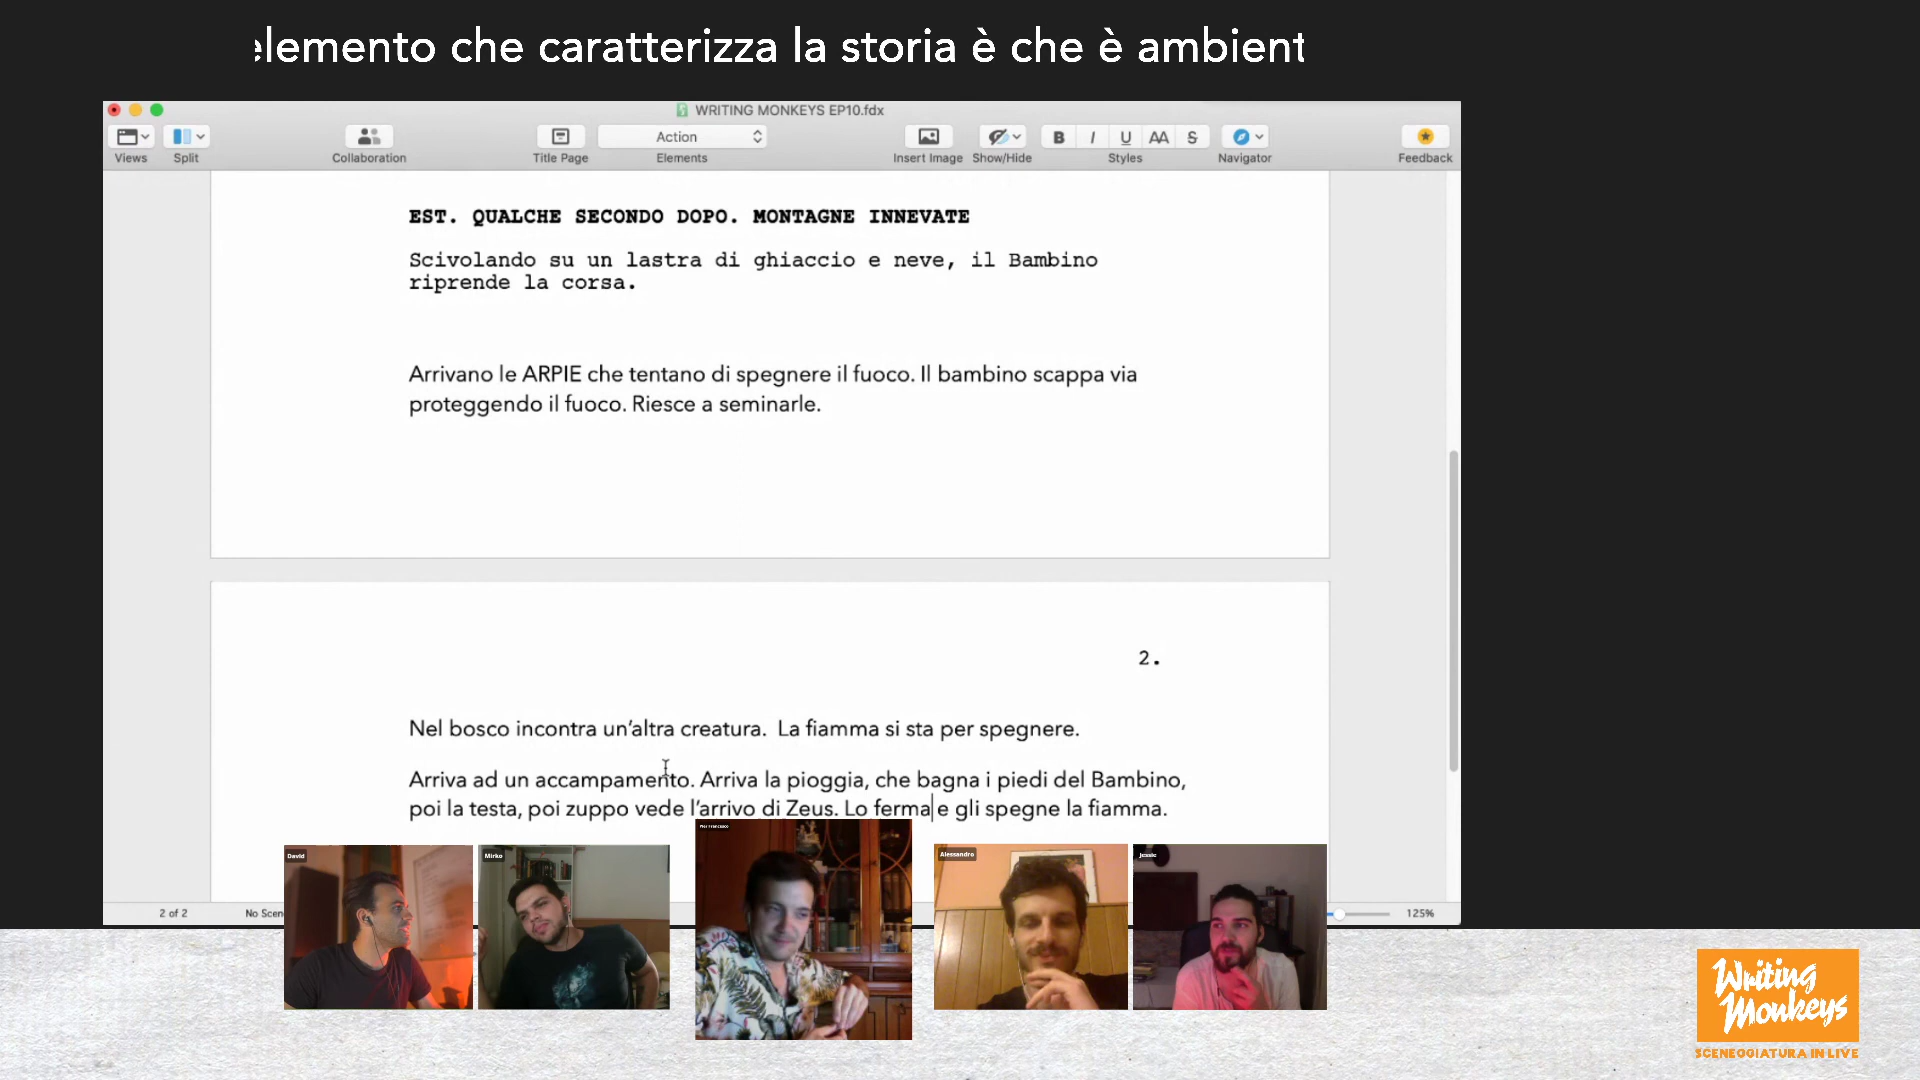 elemento che caratterizza la storia è che è ambient
WRITING MONKEYS EP10.fdx
Action
Views
Split
Collaboration
Title Page
Elements
Insert Image
Show/Hide
B I U AA S
Styles
Navigator
Feedback
EST. QUALCHE SECONDO DOPO. MONTAGNE INNEVATE
Scivolando su un lastra di ghiaccio e neve, il Bambino
riprende la corsa.
Arrivano le ARPIE che tentano di spegnere il fuoco. Il bambino scappa via
proteggendo il fuoco. Riesce a seminarle.
2.
Nel bosco incontra un'altra creatura. La fiamma si sta per spegnere.
Arriva ad un accampamento. Arriva la pioggia, che bagna i piedi del Bambino,
poi la testa, poi zuppo vede l'arrivo di Zeus. Lo ferma e gli spegne la fiamma.
David
Mirko
Pier Francesco
Alessandro
Jessie
2 of 2
No Scen
125%
Writing
Monkeys
SCENEGGIATURA IN LIVE